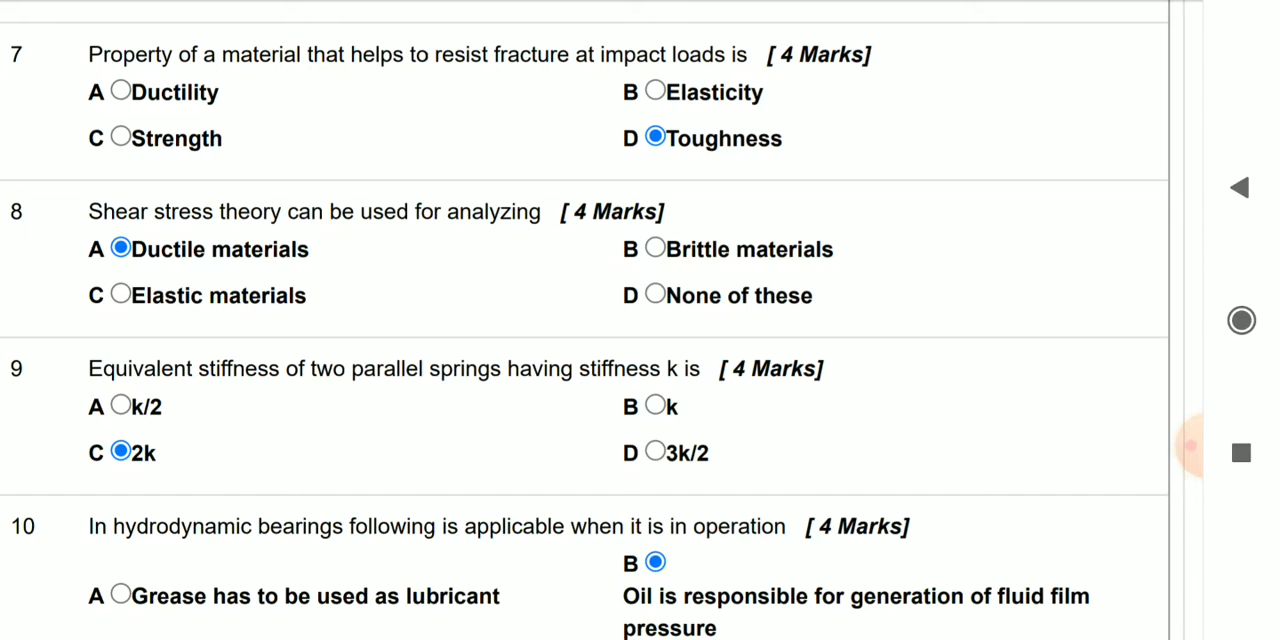 7 Property of a material that helps to resist fracture at impact loads is [ 4 Marks]
A Ductility B Elasticity
C Strength D Toughness
8 Shear stress theory can be used for analyzing [ 4 Marks]
A Ductile materials B Brittle materials
C Elastic materials D None of these
9 Equivalent stiffness of two parallel springs having stiffness k is [ 4 Marks]
A k/2 B k
C 2k D 3k/2
10 In hydrodynamic bearings following is applicable when it is in operation [ 4 Marks]
B
A Grease has to be used as lubricant Oil is responsible for generation of fluid film
pressure